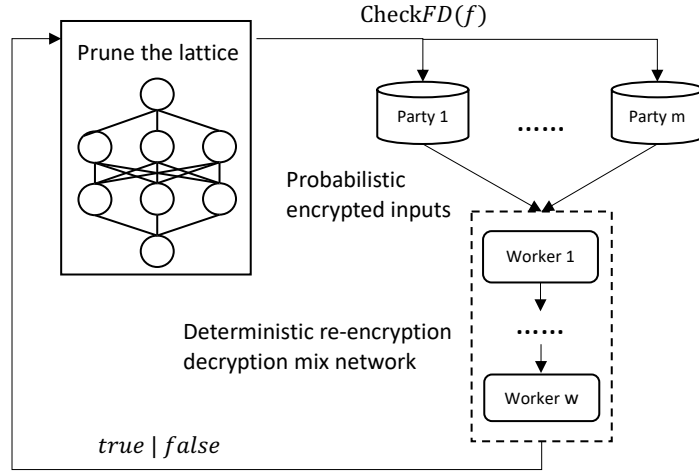 CheckFD(f)
Prune the lattice
Party 1
......
Party m
Probabilistic
encrypted inputs
Worker 1
......
Deterministic re-encryption
decryption mix network
Worker w
true | false